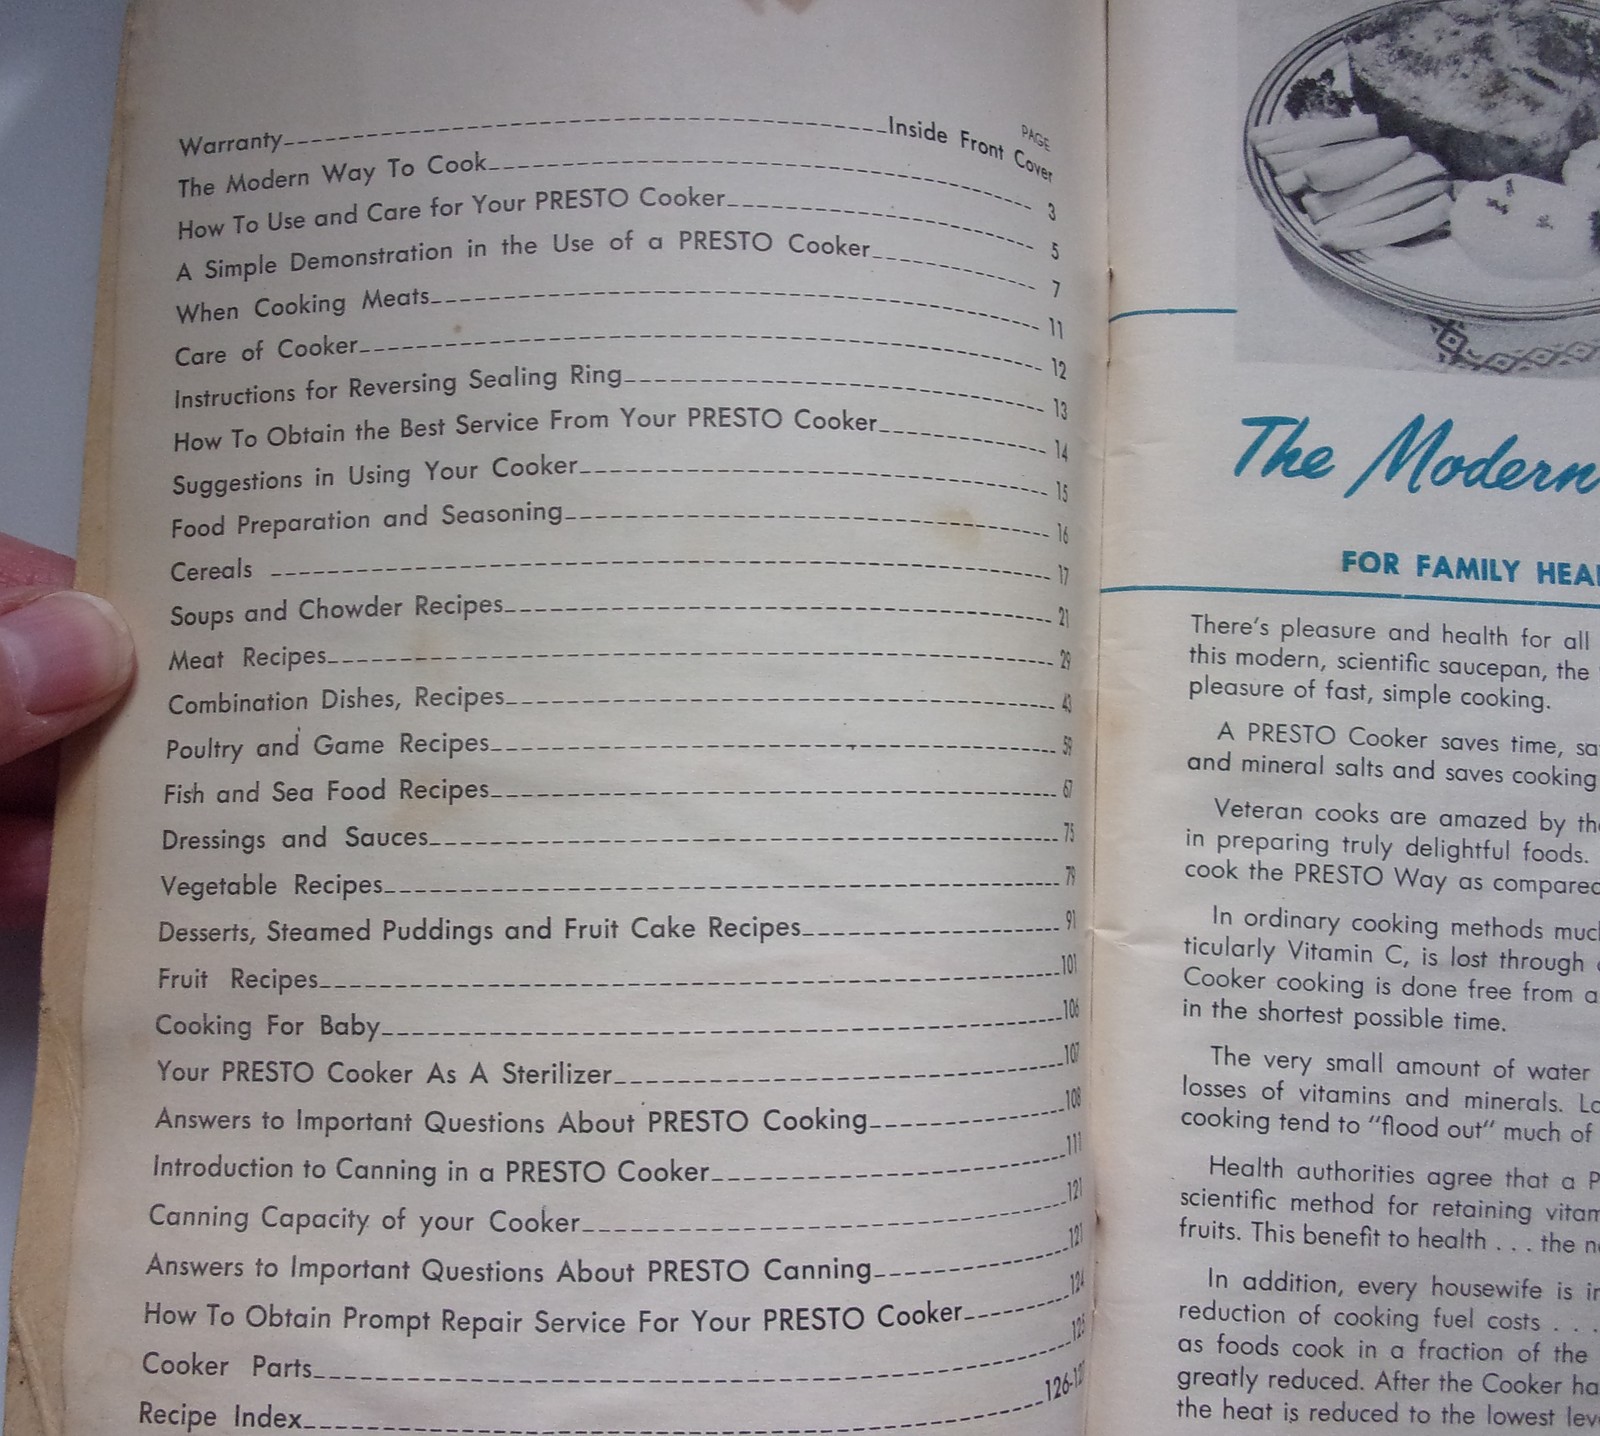 PAGE
Warranty Inside Front Cover
The Modern Way To Cook 3
How To Use and Care for Your PRESTO Cooker 5
A Simple Demonstration in the Use of a PRESTO Cooker 7
When Cooking Meats 11
Care of Cooker 12
Instructions for Reversing Sealing Ring 13
How To Obtain the Best Service From Your PRESTO Cooker 14
Suggestions in Using Your Cooker 15
Food Preparation and Seasoning 16
Cereals 17
Soups and Chowder Recipes 21
Meat Recipes 29
Combination Dishes, Recipes 43
Poultry and Game Recipes 59
Fish and Sea Food Recipes 67
Dressings and Sauces 75
Vegetable Recipes 79
Desserts, Steamed Puddings and Fruit Cake Recipes 91
Fruit Recipes 101
Cooking For Baby 106
Your PRESTO Cooker As A Sterilizer 107
Answers to Important Questions About PRESTO Cooking 108
Introduction to Canning in a PRESTO Cooker 111
Canning Capacity of your Cooker 121
Answers to Important Questions About PRESTO Canning 121
How To Obtain Prompt Repair Service For Your PRESTO Cooker 124
Cooker Parts 125
Recipe Index
The Modern
FOR FAMILY HEA
There's pleasure and health for all
this modern, scientific saucepan, the
pleasure of fast, simple cooking.
A PRESTO Cooker saves time, sa
and mineral salts and saves cooking
Veteran cooks are amazed by the
in preparing truly delightful foods.
cook the PRESTO Way as compared
In ordinary cooking methods much
ticularly Vitamin C, is lost through
Cooker cooking is done free from a
in the shortest possible time.
The very small amount of water
losses of vitamins and minerals. La
cooking tend to "flood out" much of
Health authorities agree that a P
scientific method for retaining vitam
fruits. This benefit to health . . . the n
In addition, every housewife is in
reduction of cooking fuel costs . . .
as foods cook in a fraction of the
greatly reduced. After the Cooker ha
the heat is reduced to the lowest leve